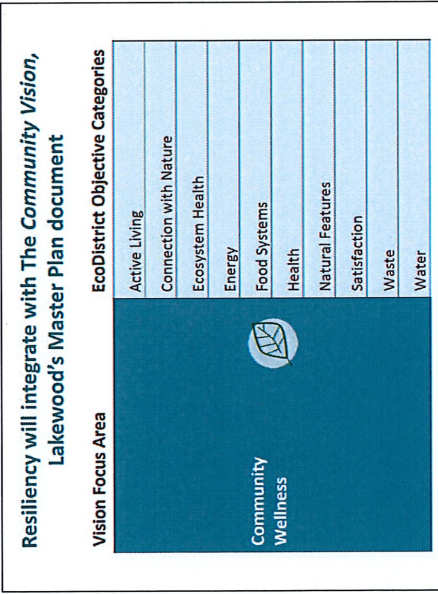 Resiliency will integrate with The Community Vision,
Lakewood's Master Plan document
Vision Focus Area
EcoDistrict Objective Categories
Community
Wellness
Active Living
Connection with Nature
Ecosystem Health
Energy
Food Systems
Health
Natural Features
Satisfaction
Waste
Water